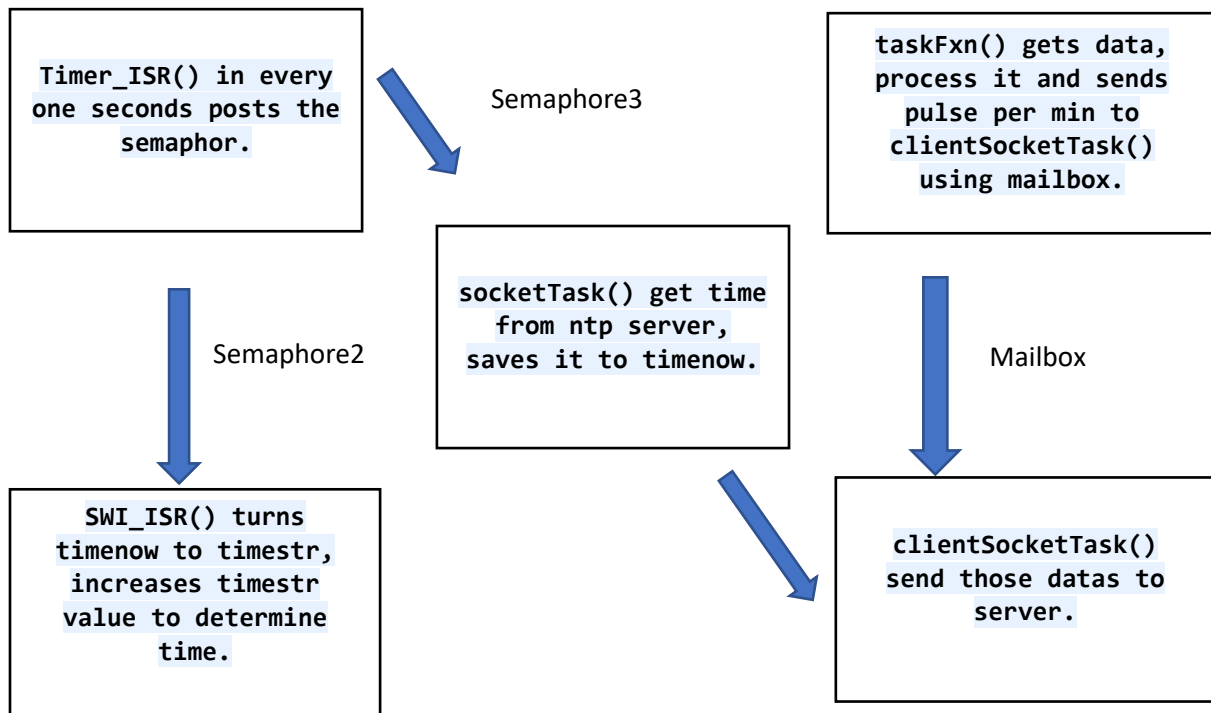 Timer_ISR() in every
one seconds posts the
semaphor.
Semaphore3
taskFxn() gets data,
process it and sends
pulse per min to
clientSocketTask()
using mailbox.
socketTask() get time
from ntp server,
saves it to timenow.
Semaphore2
Mailbox
SWI_ISR() turns
timenow to timestr,
increases timestr
value to determine
time.
clientSocketTask()
send those datas to
server.